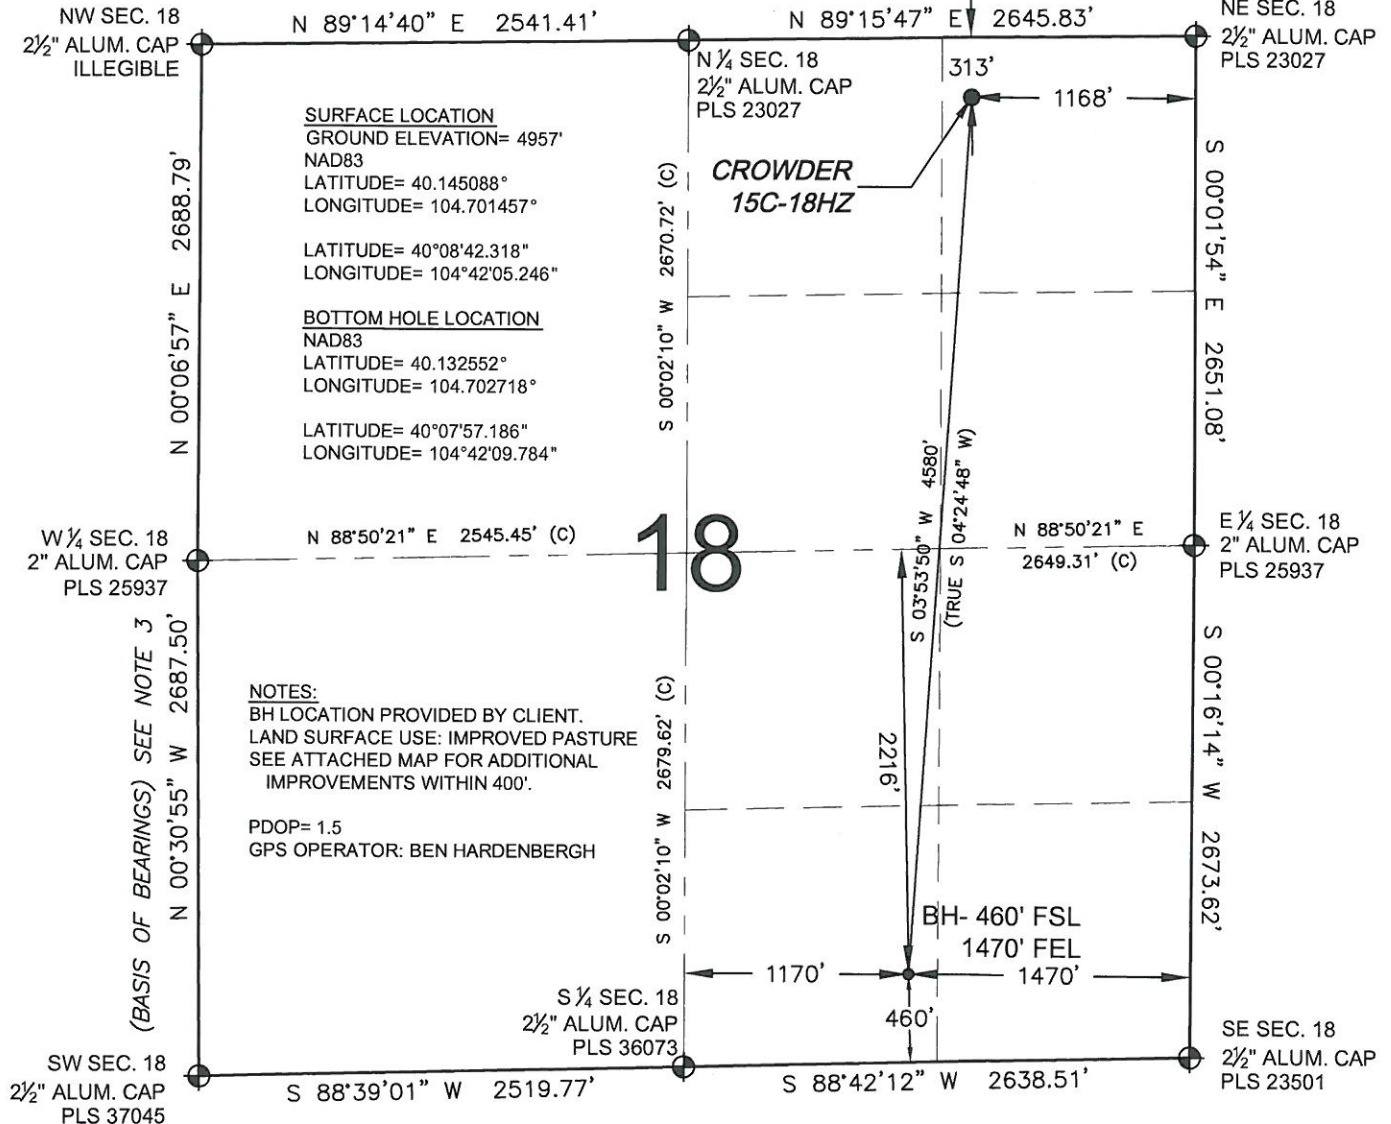 NW SEC. 18
2½" ALUM. CAP
ILLEGIBLE
N 89°14'40" E 2541.41'
N 89°15'47" E 2645.83'
NE SEC. 18
2½" ALUM. CAP
PLS 23027
N ¼ SEC. 18
2½" ALUM. CAP
PLS 23027
313'
1168'
CROWDER
15C-18HZ
SURFACE LOCATION
GROUND ELEVATION= 4957'
NAD83
LATITUDE= 40.145088°
LONGITUDE= 104.701457°
LATITUDE= 40°08'42.318"
LONGITUDE= 104°42'05.246"
BOTTOM HOLE LOCATION
NAD83
LATITUDE= 40.132552°
LONGITUDE= 104.702718°
LATITUDE= 40°07'57.186"
LONGITUDE= 104°42'09.784"
N 00°06'57" E 2688.79'
S 00°02'10" W 2670.72' (C)
S 00°01'54" E 2651.08'
S 03°53'50" W 4580'
(TRUE S 04°24'48" W)
W ¼ SEC. 18
2" ALUM. CAP
PLS 25937
N 88°50'21" E 2545.45' (C)
18
N 88°50'21" E
2649.31' (C)
E ¼ SEC. 18
2" ALUM. CAP
PLS 25937
(BASIS OF BEARINGS) SEE NOTE 3
N 00°30'55" W 2687.50'
NOTES:
BH LOCATION PROVIDED BY CLIENT.
LAND SURFACE USE: IMPROVED PASTURE
SEE ATTACHED MAP FOR ADDITIONAL
IMPROVEMENTS WITHIN 400'.
PDOP= 1.5
GPS OPERATOR: BEN HARDENBERGH
S 00°02'10" W 2679.62' (C)
2216'
S 00°16'14" W 2673.62'
BH- 460' FSL
1470' FEL
1170'
1470'
460'
S ¼ SEC. 18
2½" ALUM. CAP
PLS 36073
SW SEC. 18
2½" ALUM. CAP
PLS 37045
S 88°39'01" W 2519.77'
S 88°42'12" W 2638.51'
SE SEC. 18
2½" ALUM. CAP
PLS 23501